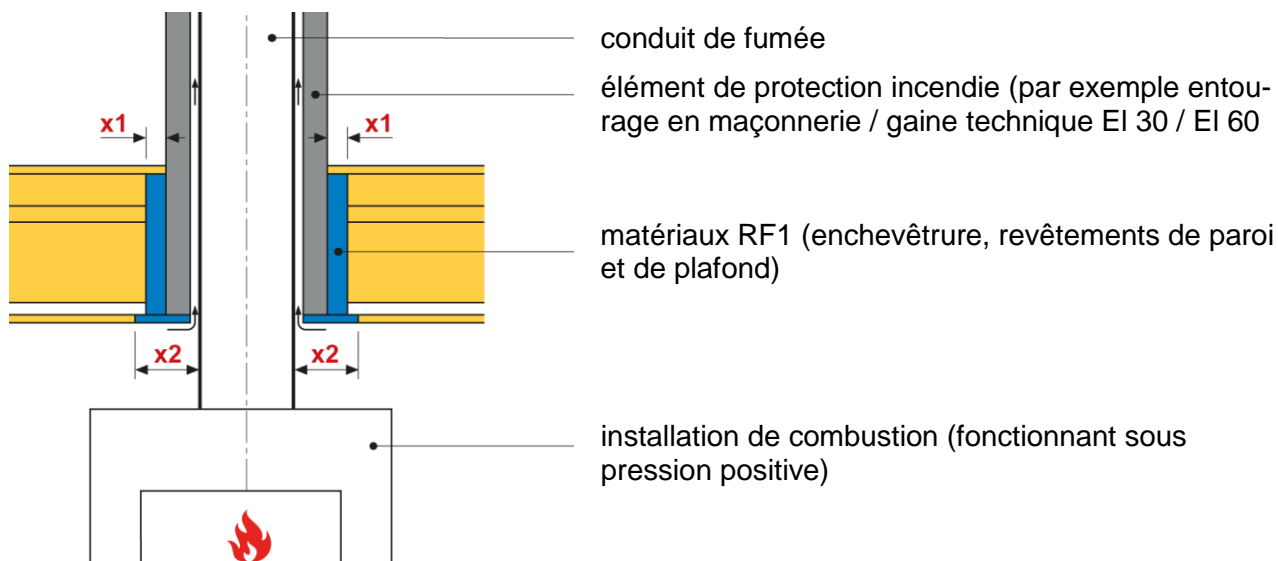 conduit de fumée
élément de protection incendie (par exemple entou-
rage en maçonnerie / gaine technique EI 30 / EI 60
x1
x1
matériaux RF1 (enchevêtrure, revêtements de paroi
et de plafond)
x2
x2
installation de combustion (fonctionnant sous
pression positive)